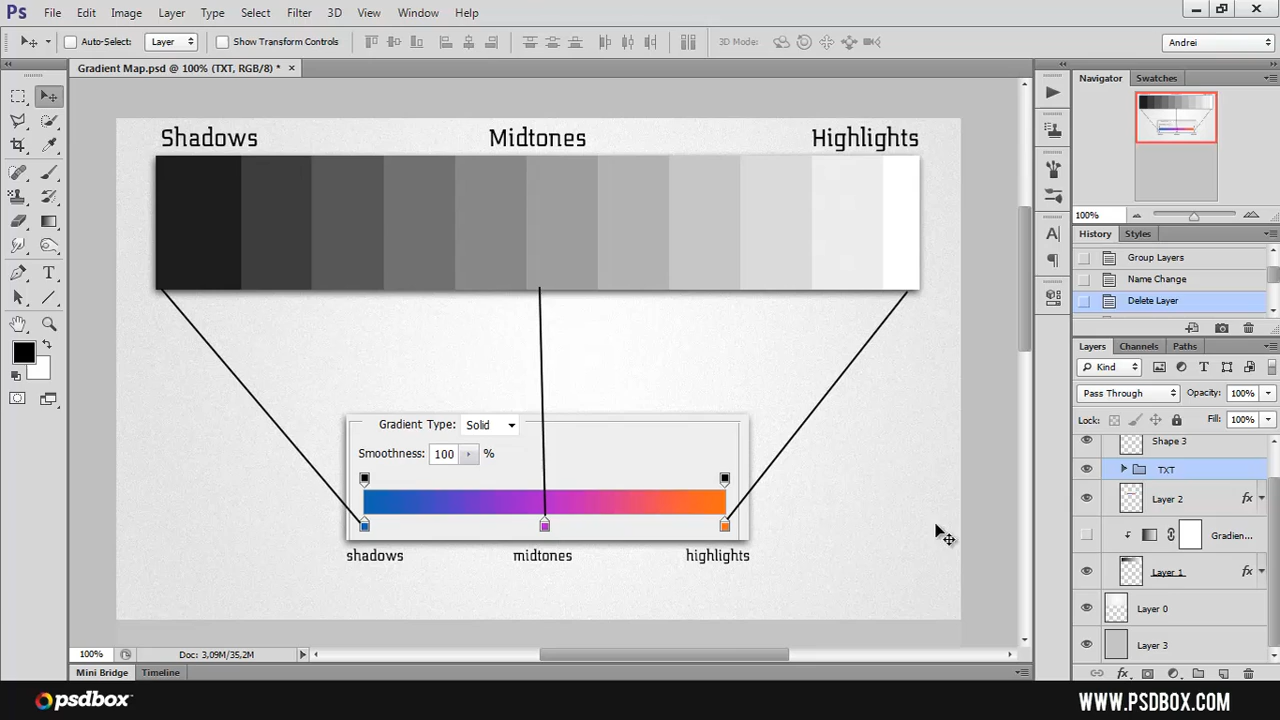 Ps File Edit Image Layer Type Select Filter 3D View Window Help
Auto-Select: Layer Show Transform Controls 3D Mode: Andrei
Gradient Map.psd @ 100% (TXT, RGB/8) * ×
Navigator Swatches
Shadows Midtones Highlights
100%
History Styles
Group Layers
Name Change
Delete Layer
Layers Channels Paths
Kind
Pass Through Opacity: 100%
Lock: Fill: 100%
Shape 3
TXT
Layer 2 fx
Gradien...
Layer 1 fx
Layer 0
Layer 3
Gradient Type: Solid
Smoothness: 100 %
shadows midtones highlights
100% Doc: 3,09M/35,2M
Mini Bridge Timeline
psdbox
WWW.PSDBOX.COM